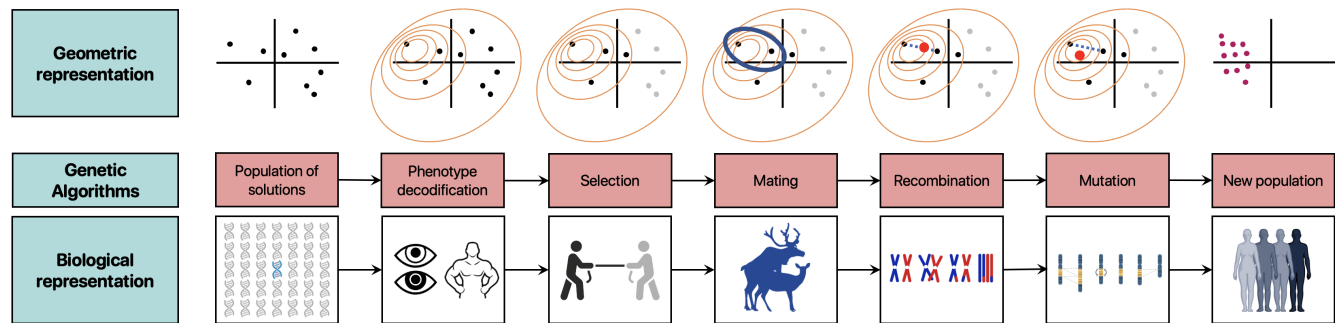 Geometric
representation
Genetic
Algorithms
Population of
solutions
Phenotype
decodification
Selection
Mating
Recombination
Mutation
New population
Biological
representation